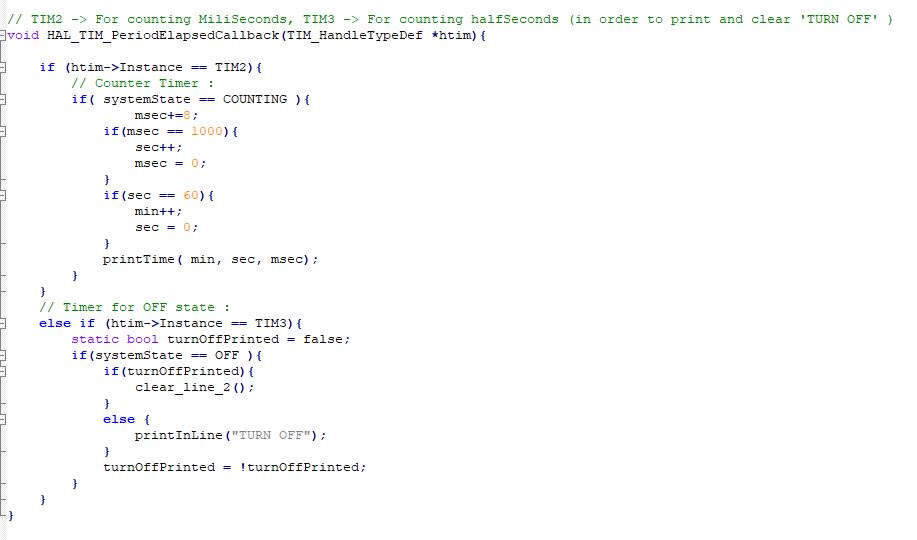 // TIM2 -> For counting MiliSeconds, TIM3 -> For counting halfSeconds (in order to print and clear 'TURN OFF' )
void HAL_TIM_PeriodElapsedCallback(TIM_HandleTypeDef *htim){

    if (htim->Instance == TIM2){
        // Counter Timer :
        if( systemState == COUNTING ){
                msec+=8;
            if(msec == 1000){
                sec++;
                msec = 0;
            }
            if(sec == 60){
                min++;
                sec = 0;
            }
            printTime( min, sec, msec);
        }
    }
    // Timer for OFF state :
    else if (htim->Instance == TIM3){
        static bool turnOffPrinted = false;
        if(systemState == OFF ){
            if(turnOffPrinted){
                clear_line_2();
            }
            else {
                printInLine("TURN OFF");
            }
            turnOffPrinted = !turnOffPrinted;
        }
    }
}